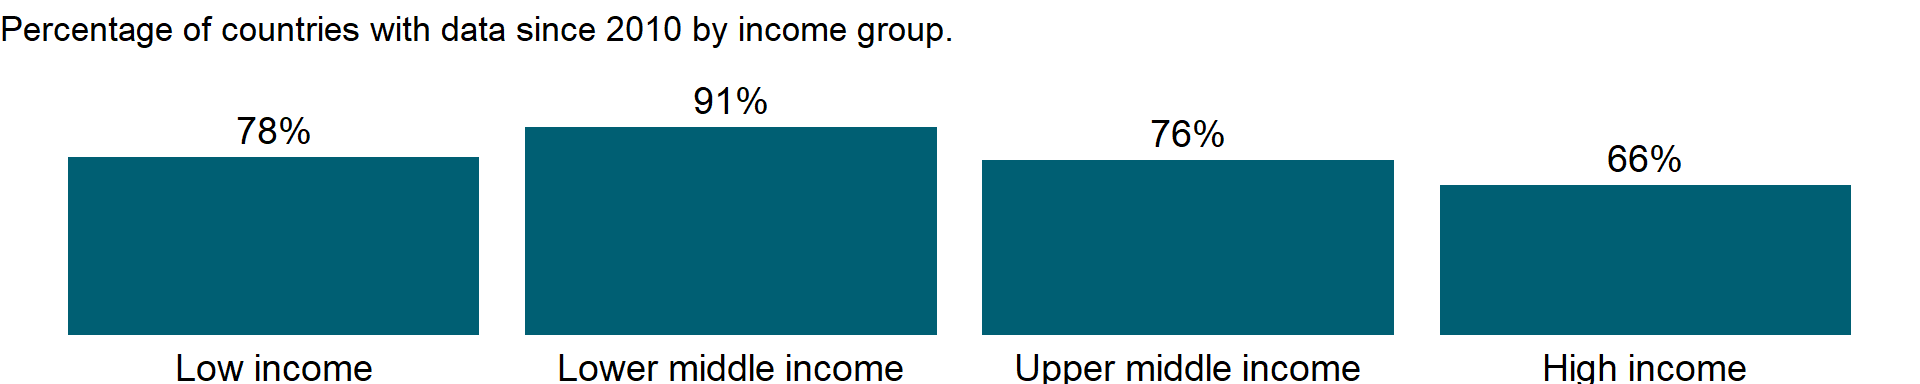 Percentage of countries with data since 2010 by income group.
78%
91%
76%
66%
Low income
Lower middle income
Upper middle income
High income